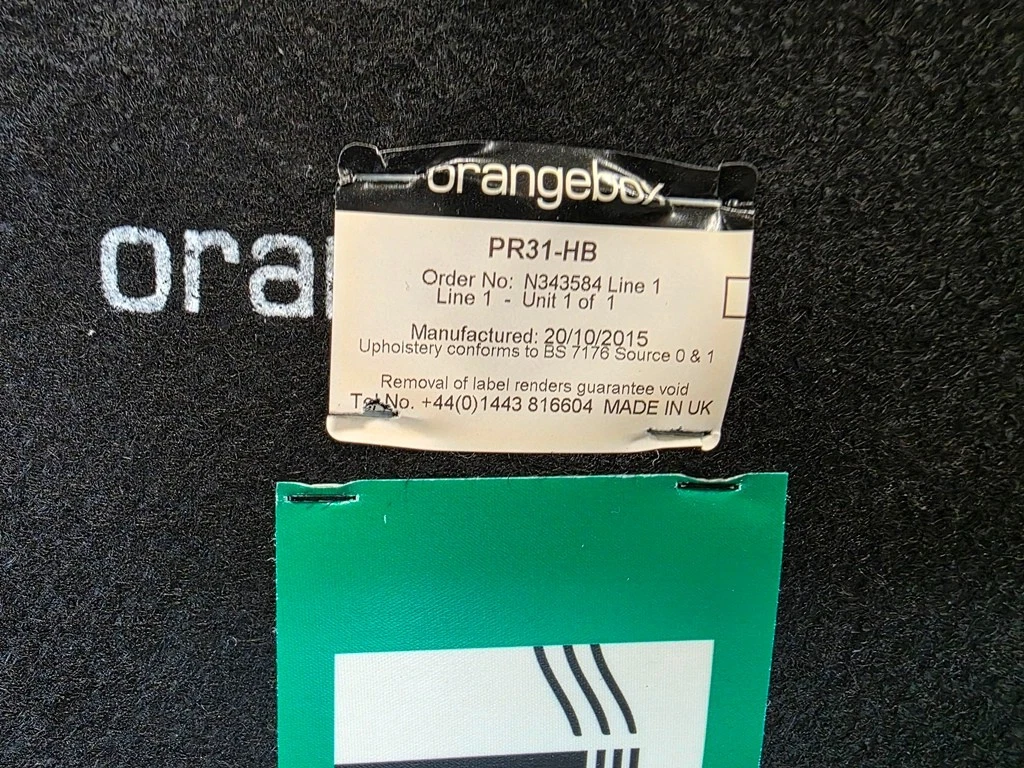 orangebox
ora
PR31-HB
Order No: N343584 Line 1
Line 1 - Unit 1 of 1
Manufactured: 20/10/2015
Upholstery conforms to BS 7176 Source 0 & 1
Removal of label renders guarantee void
Tel No. +44(0)1443 816604 MADE IN UK